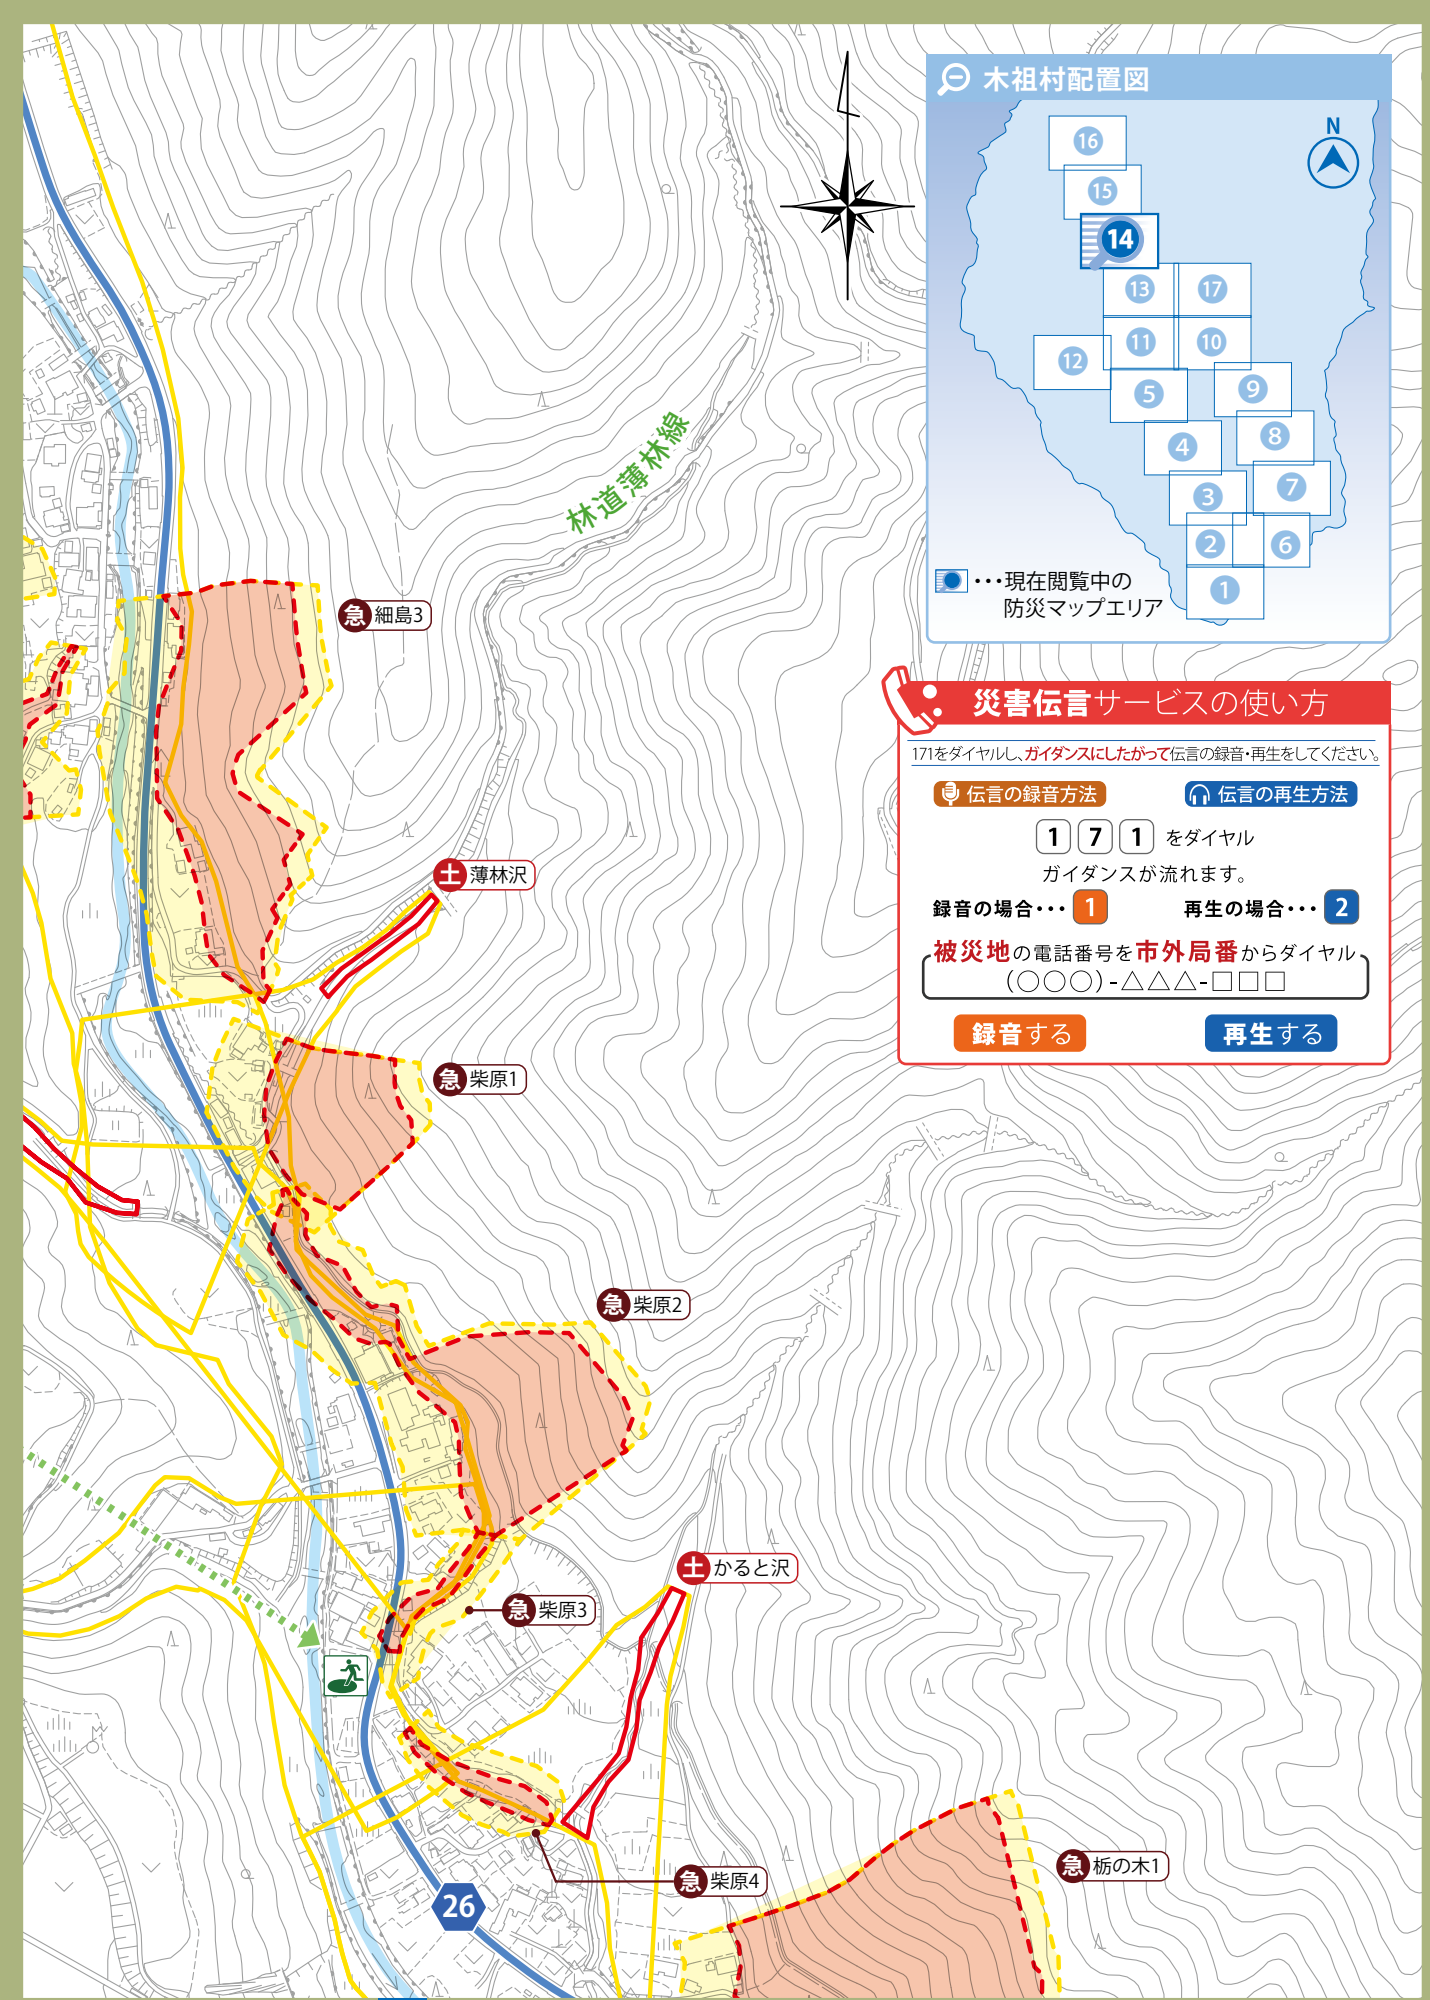 木祖村配置図
N
16
15
14
13
17
11
10
12
5
9
4
8
3
7
2
6
1
･･･現在閲覧中の
防災マップエリア
林道薄林線
急 細島3
災害伝言サービスの使い方
171をダイヤルし、ガイダンスにしたがって伝言の録音・再生をしてください。
伝言の録音方法
伝言の再生方法
1 7 1 をダイヤル
ガイダンスが流れます。
録音の場合･･･ 1
再生の場合･･･ 2
被災地の電話番号を市外局番からダイヤル
(○○○)-△△△-□□□
録音する
再生する
土 薄林沢
急 柴原1
急 柴原2
土 かると沢
急 柴原3
急 柴原4
急 栃の木1
26